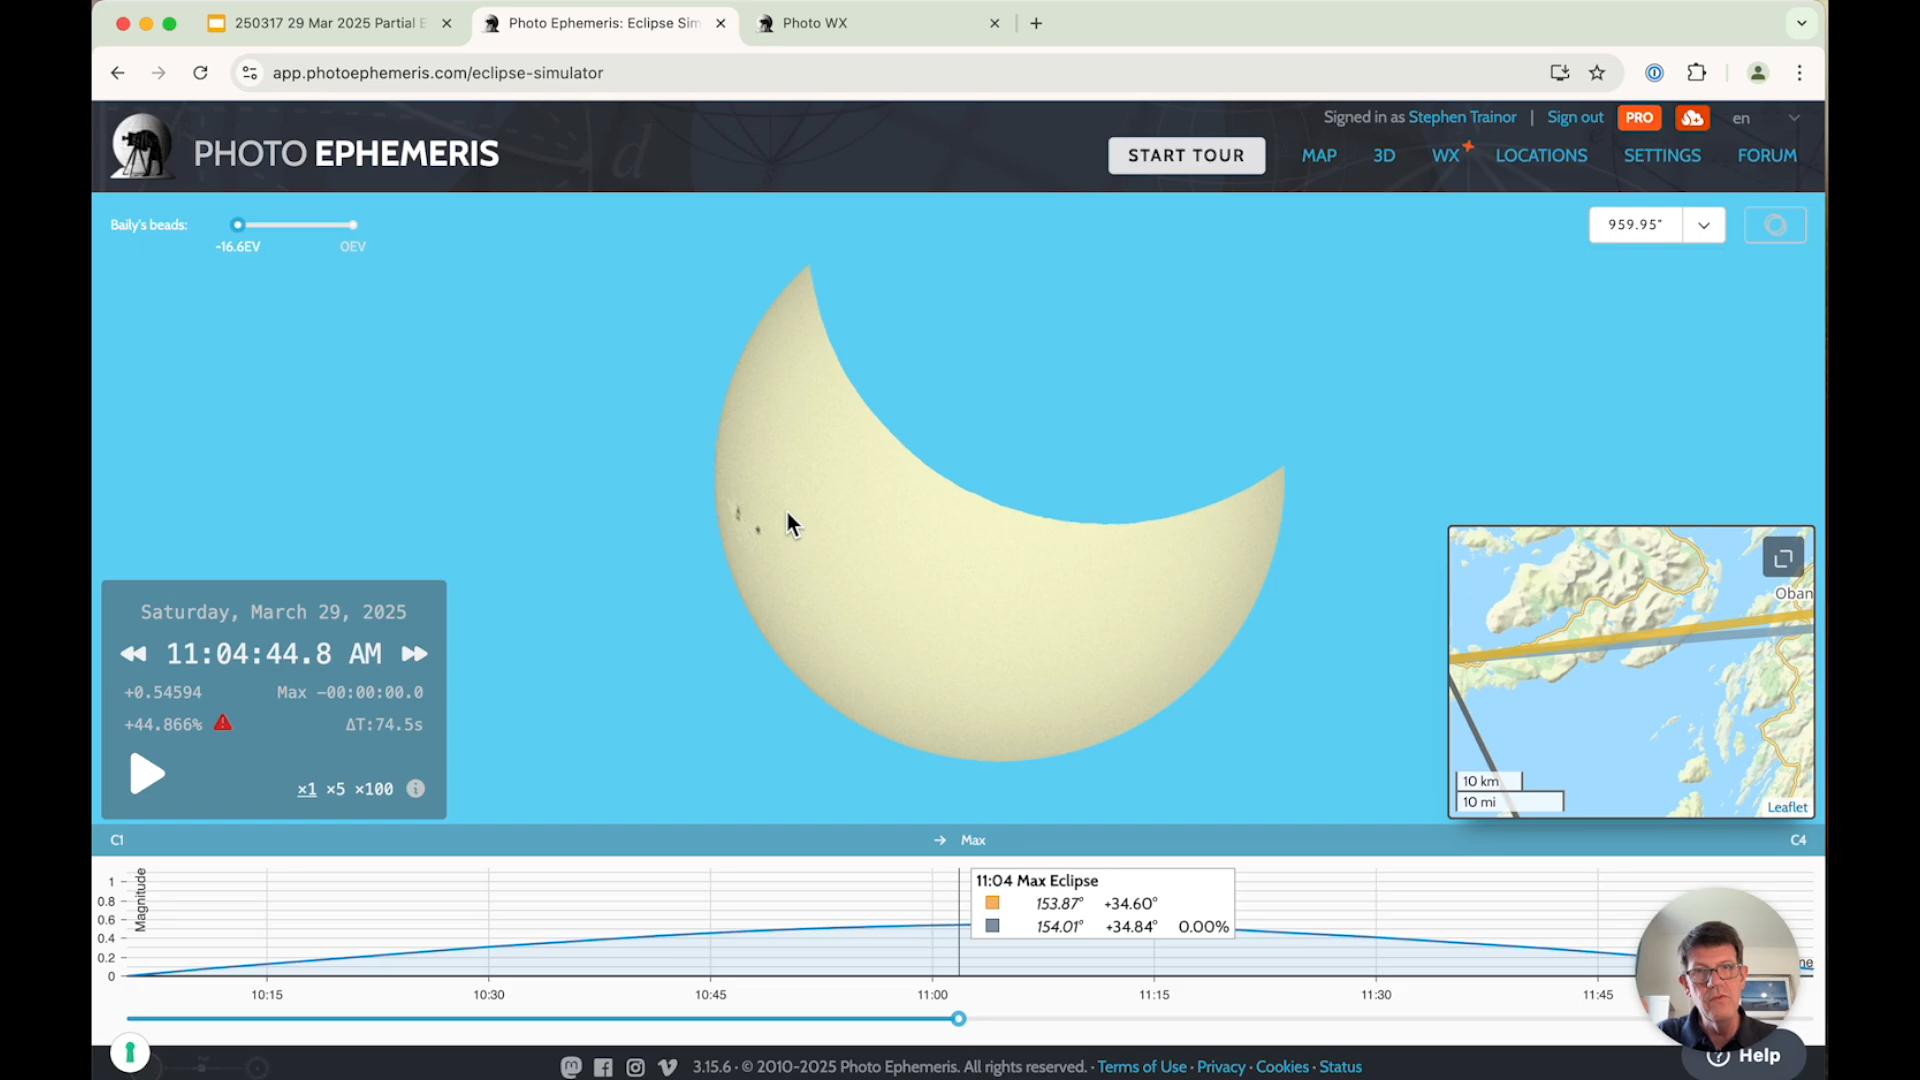 250317 29 Mar 2025 Partial E
Photo Ephemeris: Eclipse Sim
Photo WX
app.photoephemeris.com/eclipse-simulator
PHOTO EPHEMERIS
Signed in as Stephen Trainor | Sign out PRO en
START TOUR MAP 3D WX LOCATIONS SETTINGS FORUM
Baily's beads:
-16.6EV 0EV
959.95"
Saturday, March 29, 2025
11:04:44.8 AM
+0.54594 Max −00:00:00.0
+44.866% ΔT:74.5s
×1 ×5 ×100
Oban
10 km
10 mi
Leaflet
C1 → Max C4
Magnitude
1
0.8
0.6
0.4
0.2
0
11:04 Max Eclipse
153.87° +34.60°
154.01° +34.84° 0.00%
10:15 10:30 10:45 11:00 11:15 11:30 11:45
3.15.6 · © 2010-2025 Photo Ephemeris. All rights reserved. · Terms of Use · Privacy · Cookies · Status
Help